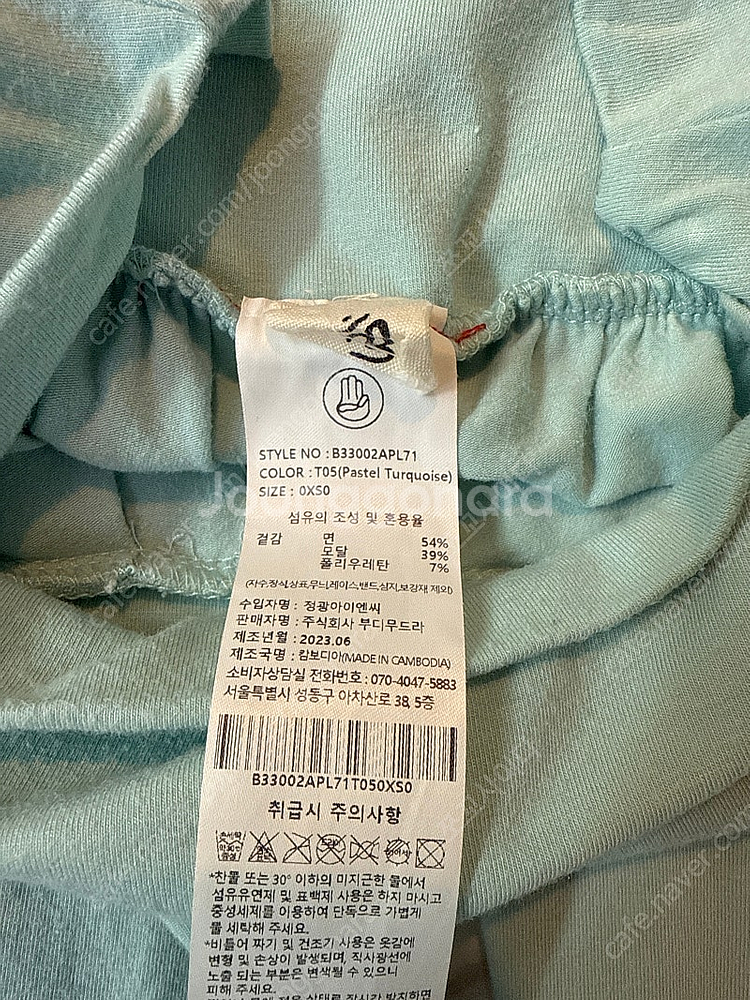 STYLE NO : B33002APL71
COLOR : T05(Pastel Turquoise)
SIZE : 0XS0
섬유의 조성 및 혼용율
겉감 면 54%
모달 39%
폴리우레탄 7%
(자수,장식,상표,무늬,레이스,밴드,심지,보강재 제외)
수입자명 : 정광아이엔씨
판매자명 : 주식회사 부디무드라
제조년월 : 2023.06
제조국명 : 캄보디아(MADE IN CAMBODIA)
소비자상담실 전화번호 : 070-4047-5883
서울특별시 성동구 아차산로 38, 5층
B33002APL71T050XS0
취급시 주의사항
*찬물 또는 30° 이하의 미지근한 물에서
섬유유연제 및 표백제 사용은 하지 마시고
중성세제를 이용하여 단독으로 가볍게
물 세탁해 주세요.
*비틀어 짜기 및 건조기 사용은 옷감에
변형 및 손상이 발생되며, 직사광선에
노출 되는 부분은 변색될 수 있으니
피해 주세요.
Joonggonara
cafe.naver.com/joonggonara